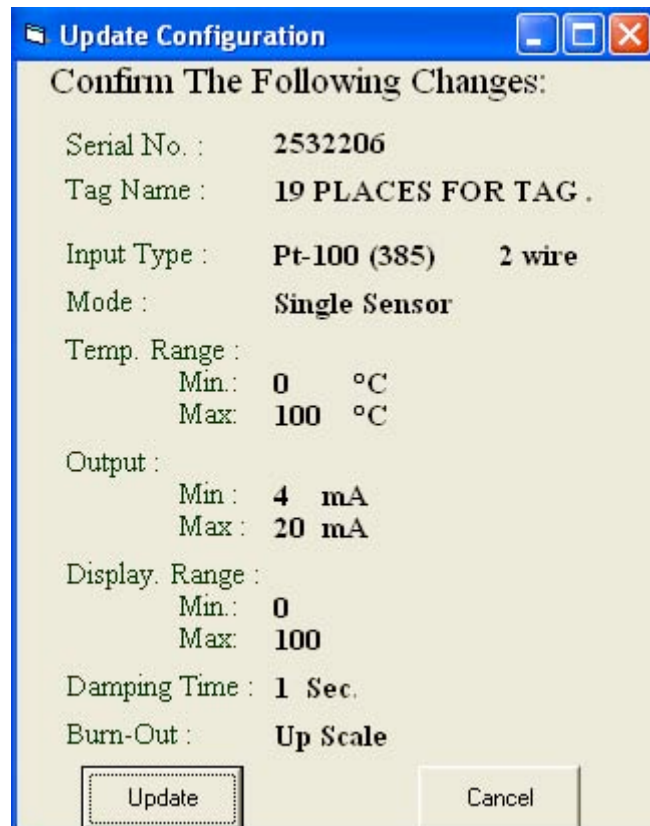 Update Configuration
Confirm The Following Changes:
Serial No. : 2532206
Tag Name : 19 PLACES FOR TAG .
Input Type : Pt-100 (385) 2 wire
Mode : Single Sensor
Temp. Range :
Min.: 0 °C
Max: 100 °C
Output :
Min : 4 mA
Max : 20 mA
Display. Range :
Min.: 0
Max: 100
Damping Time : 1 Sec.
Burn-Out : Up Scale
Update Cancel